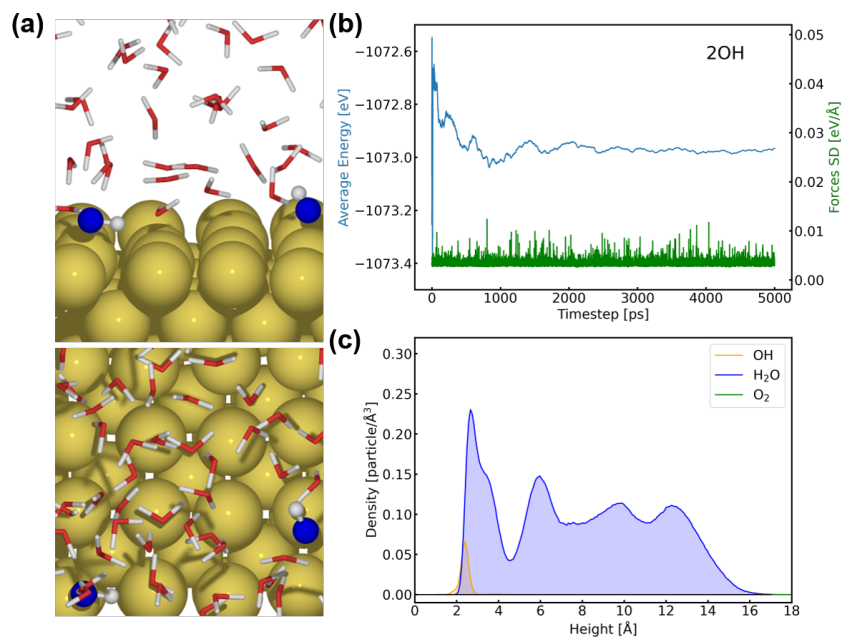 (a)
(b)
2OH
Average Energy [eV]
−1072.6
−1072.8
−1073.0
−1073.2
−1073.4
0.05
0.04
0.03
0.02
0.01
0.00
Forces SD [eV/Å]
0 1000 2000 3000 4000 5000
Timestep [ps]
(c)
OH
H₂O
O₂
Density [particle/Å³]
0.30
0.25
0.20
0.15
0.10
0.05
0.00
0 2 4 6 8 10 12 14 16 18
Height [Å]